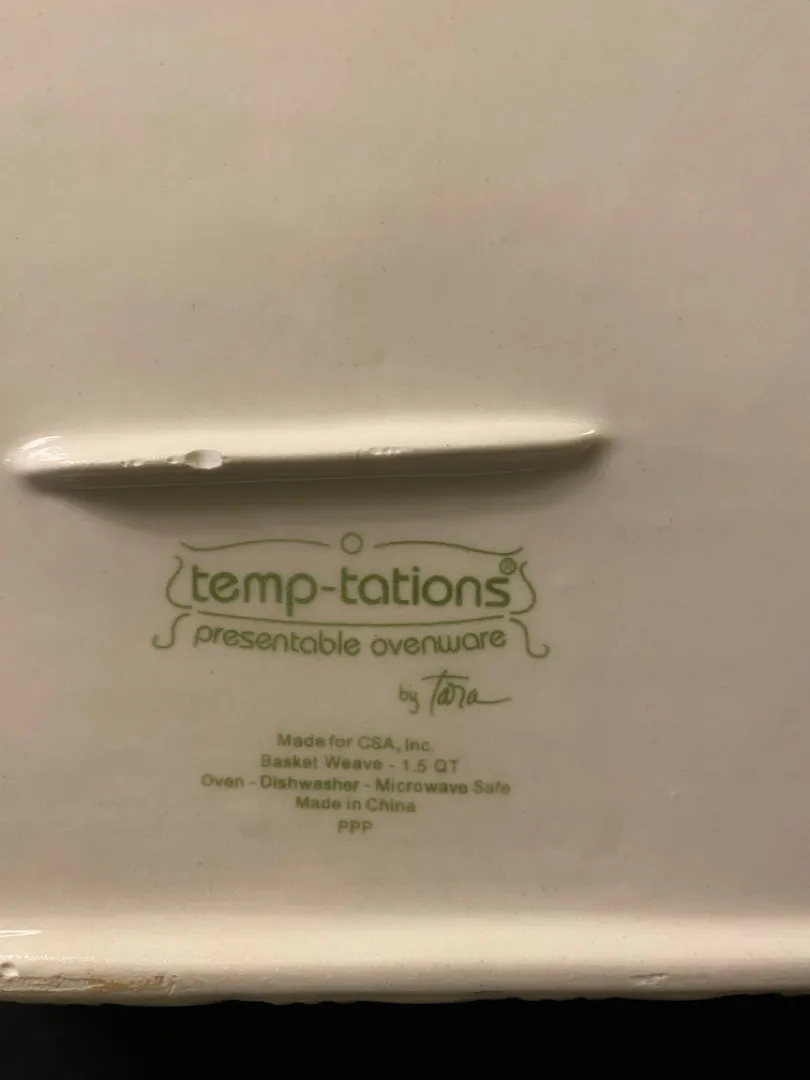 temp-tations®
presentable ovenware
by Tara
Made for CSA, Inc.
Basket Weave - 1.5 QT
Oven - Dishwasher - Microwave Safe
Made in China
PPP